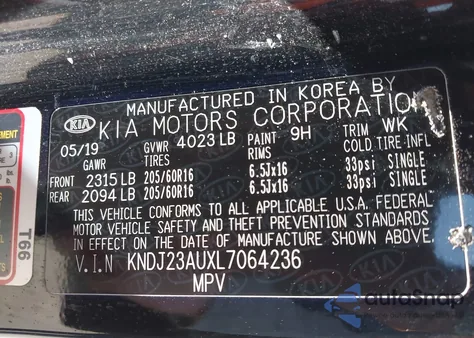 MANUFACTURED IN KOREA BY
KIA KIA MOTORS CORPORATION
05/19 GVWR 4023 LB PAINT 9H TRIM WK
GAWR TIRES RIMS COLD TIRE INFL
FRONT 2315 LB 205/60R16 6.5Jx16 33psi SINGLE
REAR 2094 LB 205/60R16 6.5Jx16 33psi SINGLE
THIS VEHICLE CONFORMS TO ALL APPLICABLE U.S.A. FEDERAL
MOTOR VEHICLE SAFETY AND THEFT PREVENTION STANDARDS
IN EFFECT ON THE DATE OF MANUFACTURE SHOWN ABOVE.
V.I.N KNDJ23AUXL7064236
MPV
T66
autoSnap